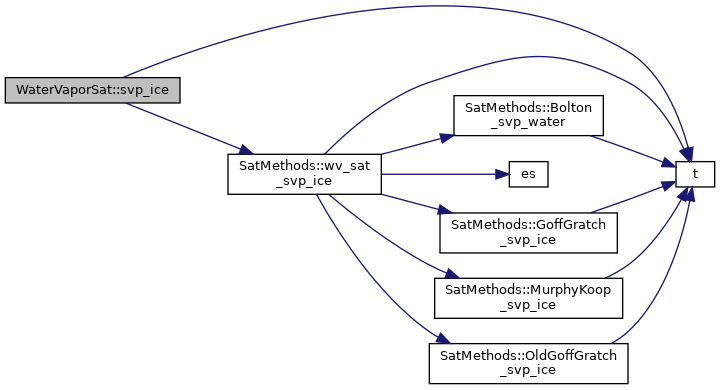 WaterVaporSat::svp_ice
SatMethods::wv_sat
_svp_ice
SatMethods::Bolton
_svp_water
es
SatMethods::GoffGratch
_svp_ice
SatMethods::MurphyKoop
_svp_ice
SatMethods::OldGoffGratch
_svp_ice
t